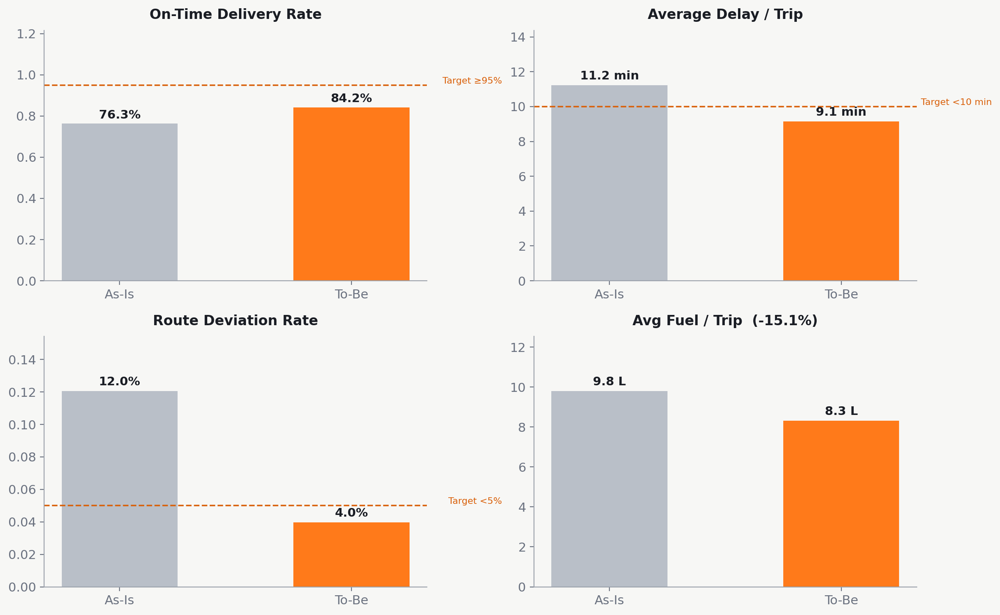 On-Time Delivery Rate
1.2
1.0
0.8
0.6
0.4
0.2
0.0
Target ≥95%
76.3%
84.2%
As-Is
To-Be
Average Delay / Trip
14
12
10
8
6
4
2
0
11.2 min
Target <10 min
9.1 min
As-Is
To-Be
Route Deviation Rate
0.14
0.12
0.10
0.08
0.06
0.04
0.02
0.00
12.0%
Target <5%
4.0%
As-Is
To-Be
Avg Fuel / Trip (-15.1%)
12
10
8
6
4
2
0
9.8 L
8.3 L
As-Is
To-Be